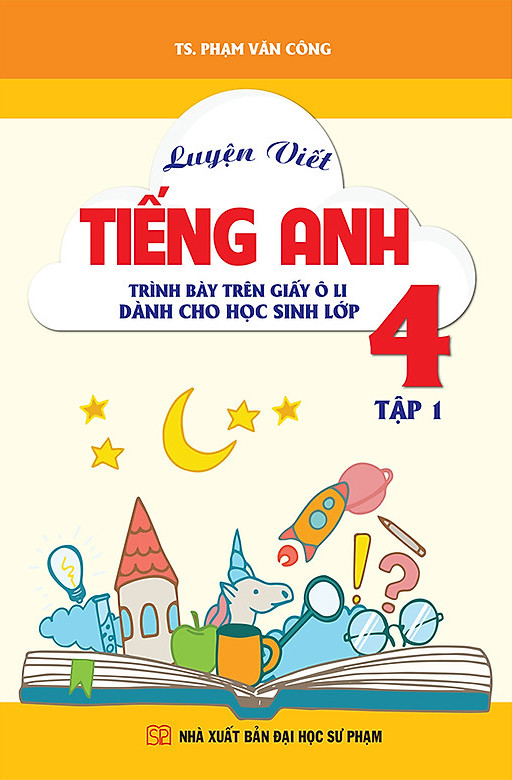 TS. PHẠM VĂN CÔNG
Luyện Viết
TIẾNG ANH
TRÌNH BÀY TRÊN GIẤY Ô LI
DÀNH CHO HỌC SINH LỚP
4
TẬP 1
! ?
SP NHÀ XUẤT BẢN ĐẠI HỌC SƯ PHẠM